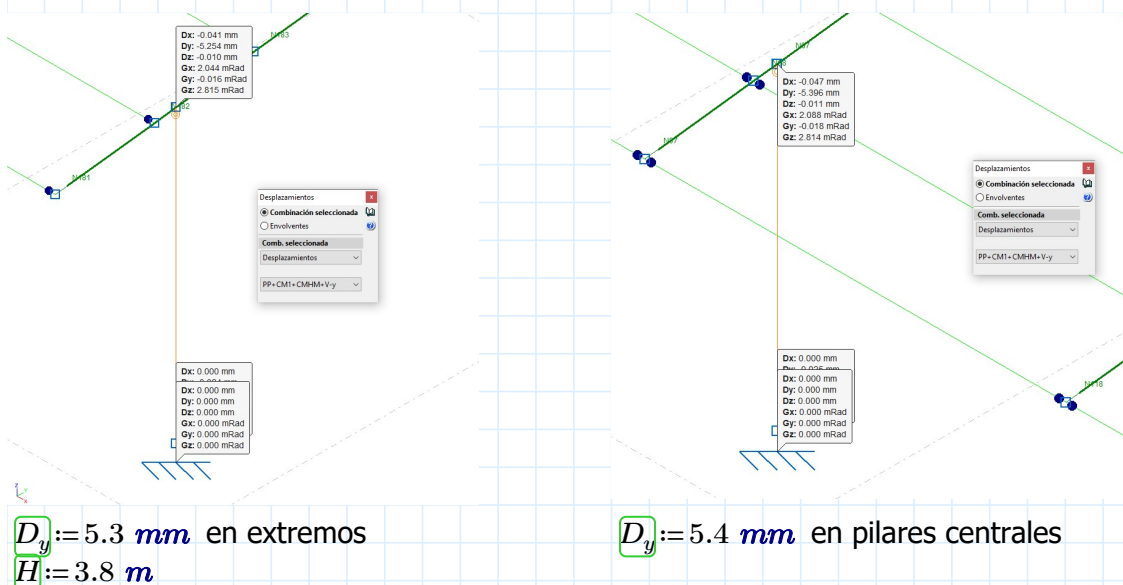 Dx: -0.041 mm
Dy: -5.254 mm
Dz: -0.010 mm
Gx: 2.044 mRad
Gy: -0.016 mRad
Gz: 2.815 mRad
N183
N181
Desplazamientos
x
Combinación seleccionada
Envolventes
Comb. seleccionada
Desplazamientos
PP+CM1+CMHM+V-y
Dx: 0.000 mm
Dx: 0.000 mm
Dy: 0.000 mm
Dz: 0.000 mm
Gx: 0.000 mRad
Gy: 0.000 mRad
Gz: 0.000 mRad
z
y
x
Dy:=5.3 mm en extremos
H:=3.8 m
Dx: -0.047 mm
Dy: -5.396 mm
Dz: -0.011 mm
Gx: 2.088 mRad
Gy: -0.018 mRad
Gz: 2.814 mRad
Desplazamientos
x
Combinación seleccionada
Envolventes
Comb. seleccionada
Desplazamientos
PP+CM1+CMHM+V-y
Dx: 0.000 mm
Dx: 0.000 mm
Dy: 0.000 mm
Dz: 0.000 mm
Gx: 0.000 mRad
Gy: 0.000 mRad
Gz: 0.000 mRad
N118
Dy:=5.4 mm en pilares centrales